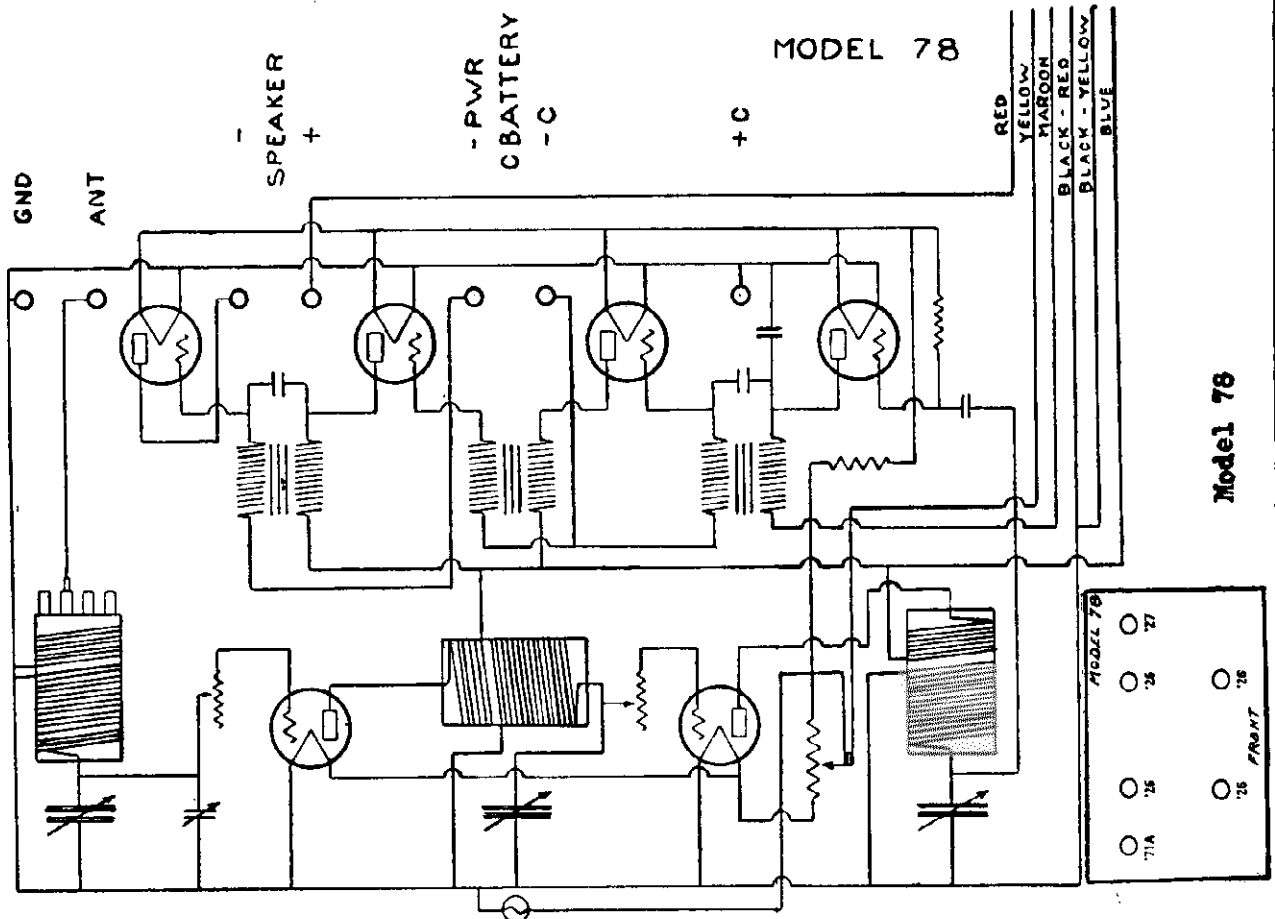 MODEL 78
GND
ANT
-
SPEAKER
+
- PWR
CBATTERY
- C
+ C
RED
YELLOW
MAROON
BLACK - RED
BLACK - YELLOW
BLUE
Model 78
MODEL 78
'71A
'26
'26
'27
'26
'26
FRONT